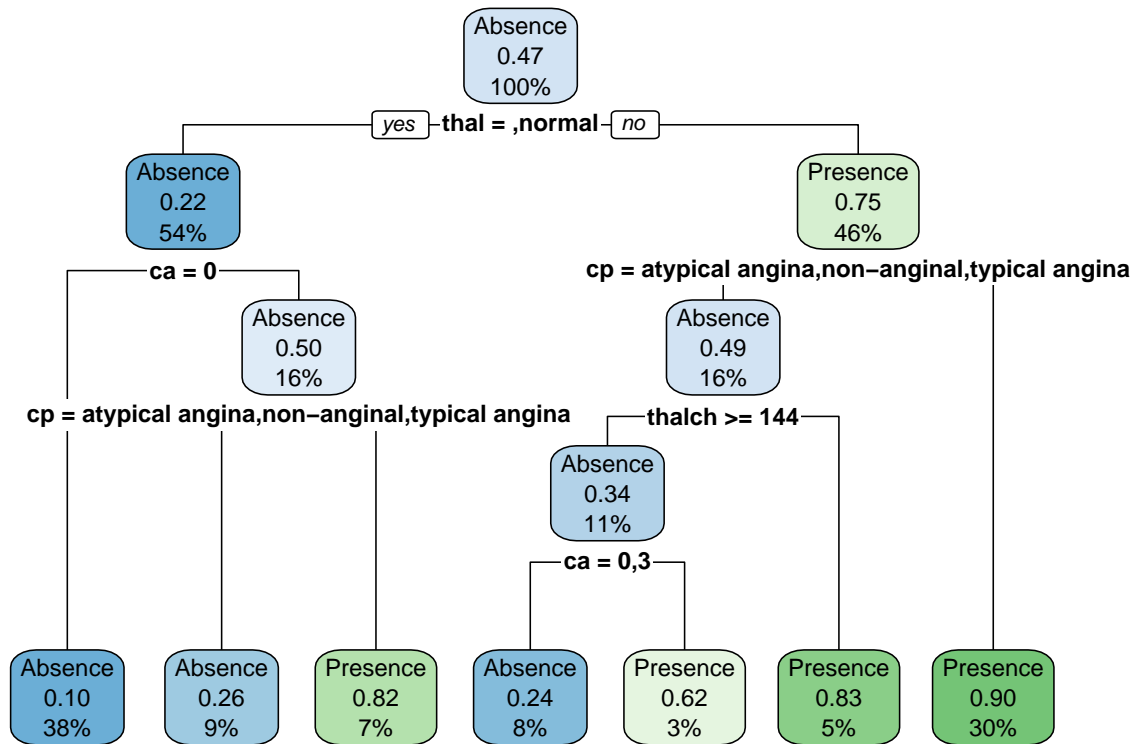 Absence
0.47
100%
yes thal = ,normal no
Absence
0.22
54%
Presence
0.75
46%
ca = 0
cp = atypical angina,non−anginal,typical angina
Absence
0.50
16%
Absence
0.49
16%
cp = atypical angina,non−anginal,typical angina
thalch >= 144
Absence
0.34
11%
ca = 0,3
Absence
0.10
38%
Absence
0.26
9%
Presence
0.82
7%
Absence
0.24
8%
Presence
0.62
3%
Presence
0.83
5%
Presence
0.90
30%